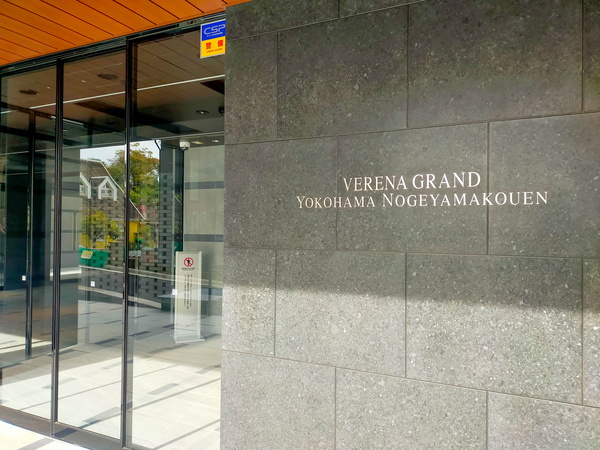 CSP
警備
VERENA GRAND
YOKOHAMA NOGEYAMAKOUEN